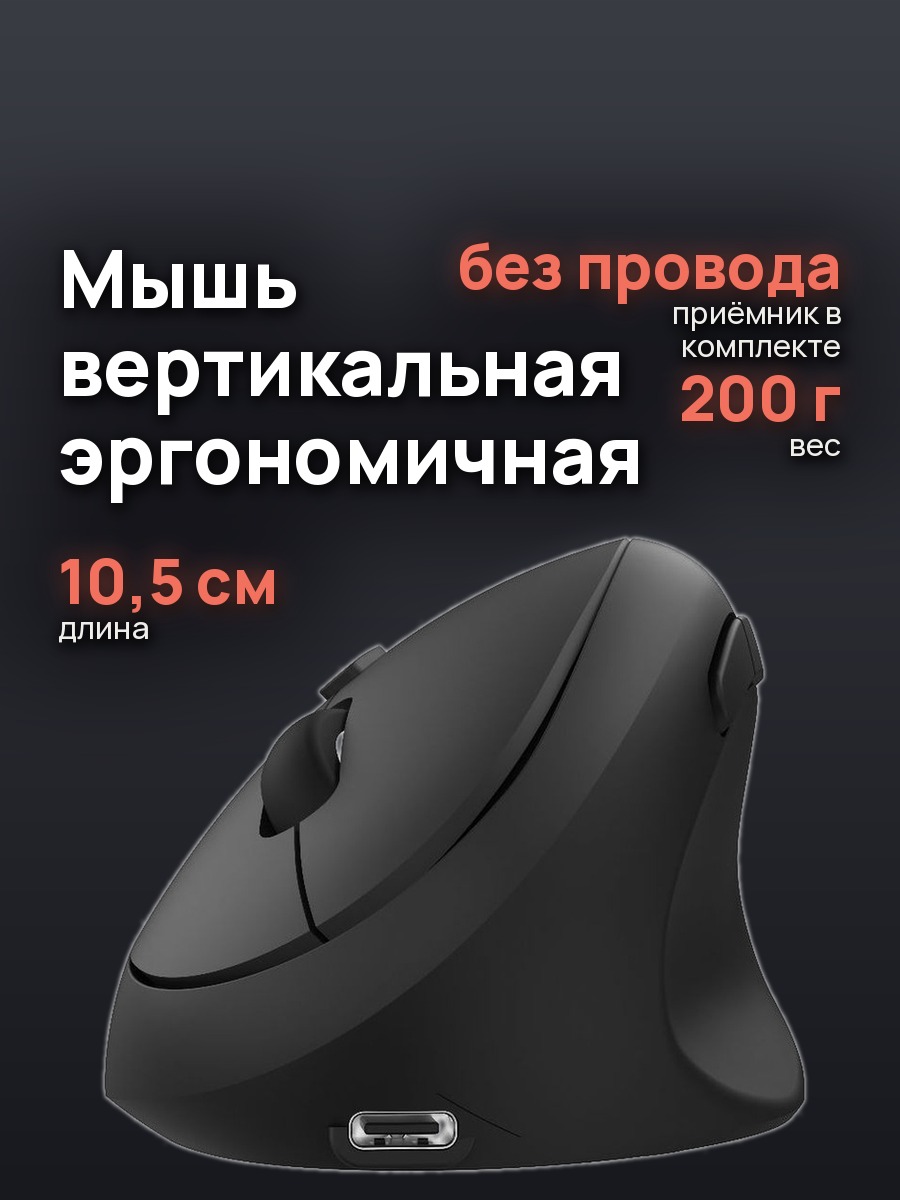 Мышь
вертикальная
эргономичная
без провода
приёмник в
комплекте
200 г
вес
10,5 см
длина